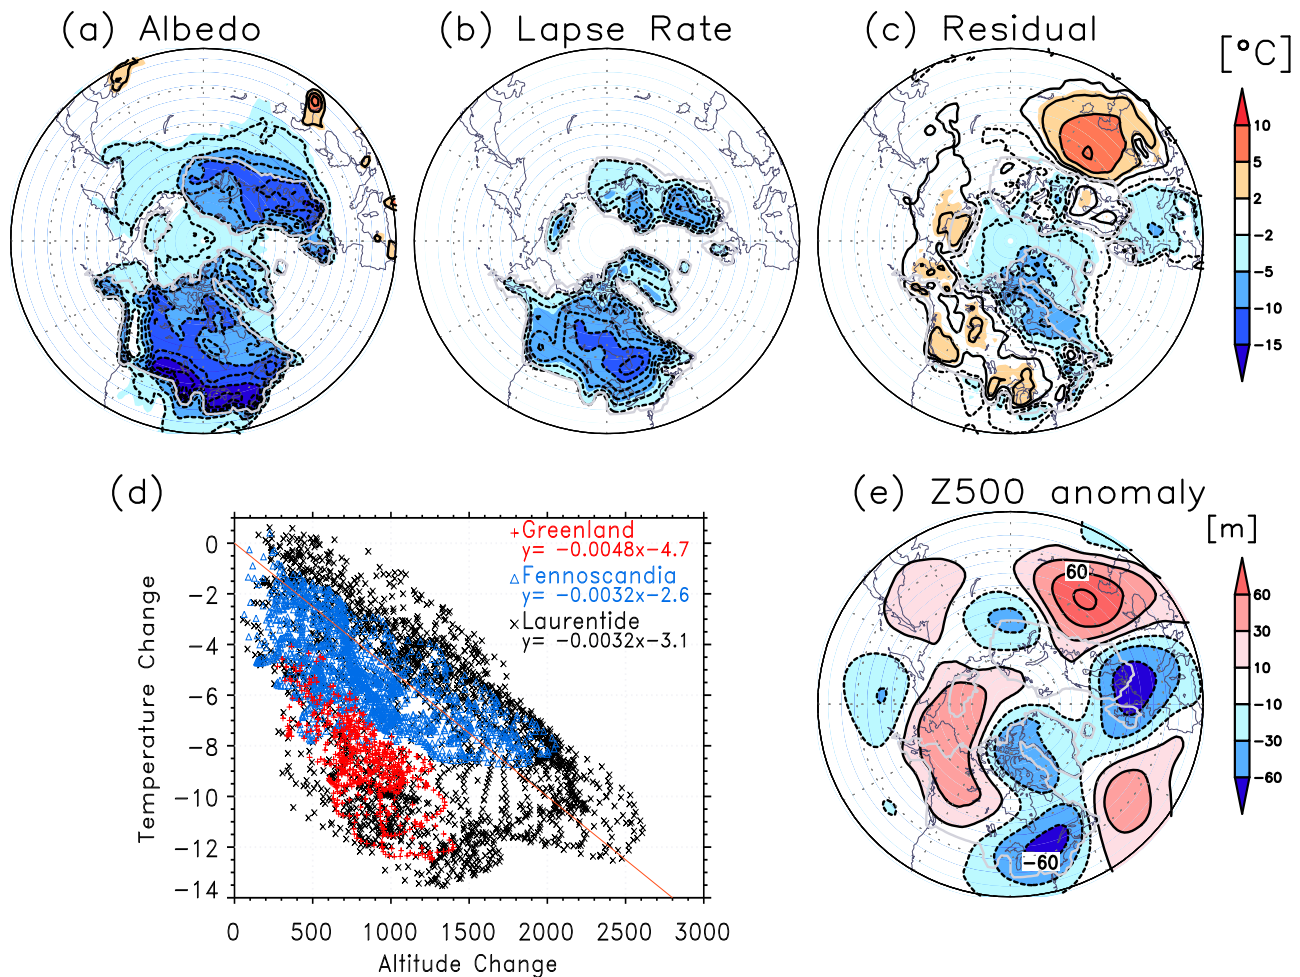 (a) Albedo
(b) Lapse Rate
(c) Residual
[°C]
10
5
2
−2
−5
−10
−15
(d)
+Greenland
y= −0.0048x−4.7
△Fennoscandia
y= −0.0032x−2.6
×Laurentide
y= −0.0032x−3.1
Temperature Change
0
−2
−4
−6
−8
−10
−12
−14
0 500 1000 1500 2000 2500 3000
Altitude Change
(e) Z500 anomaly
[m]
60
−60
60
30
10
−10
−30
−60